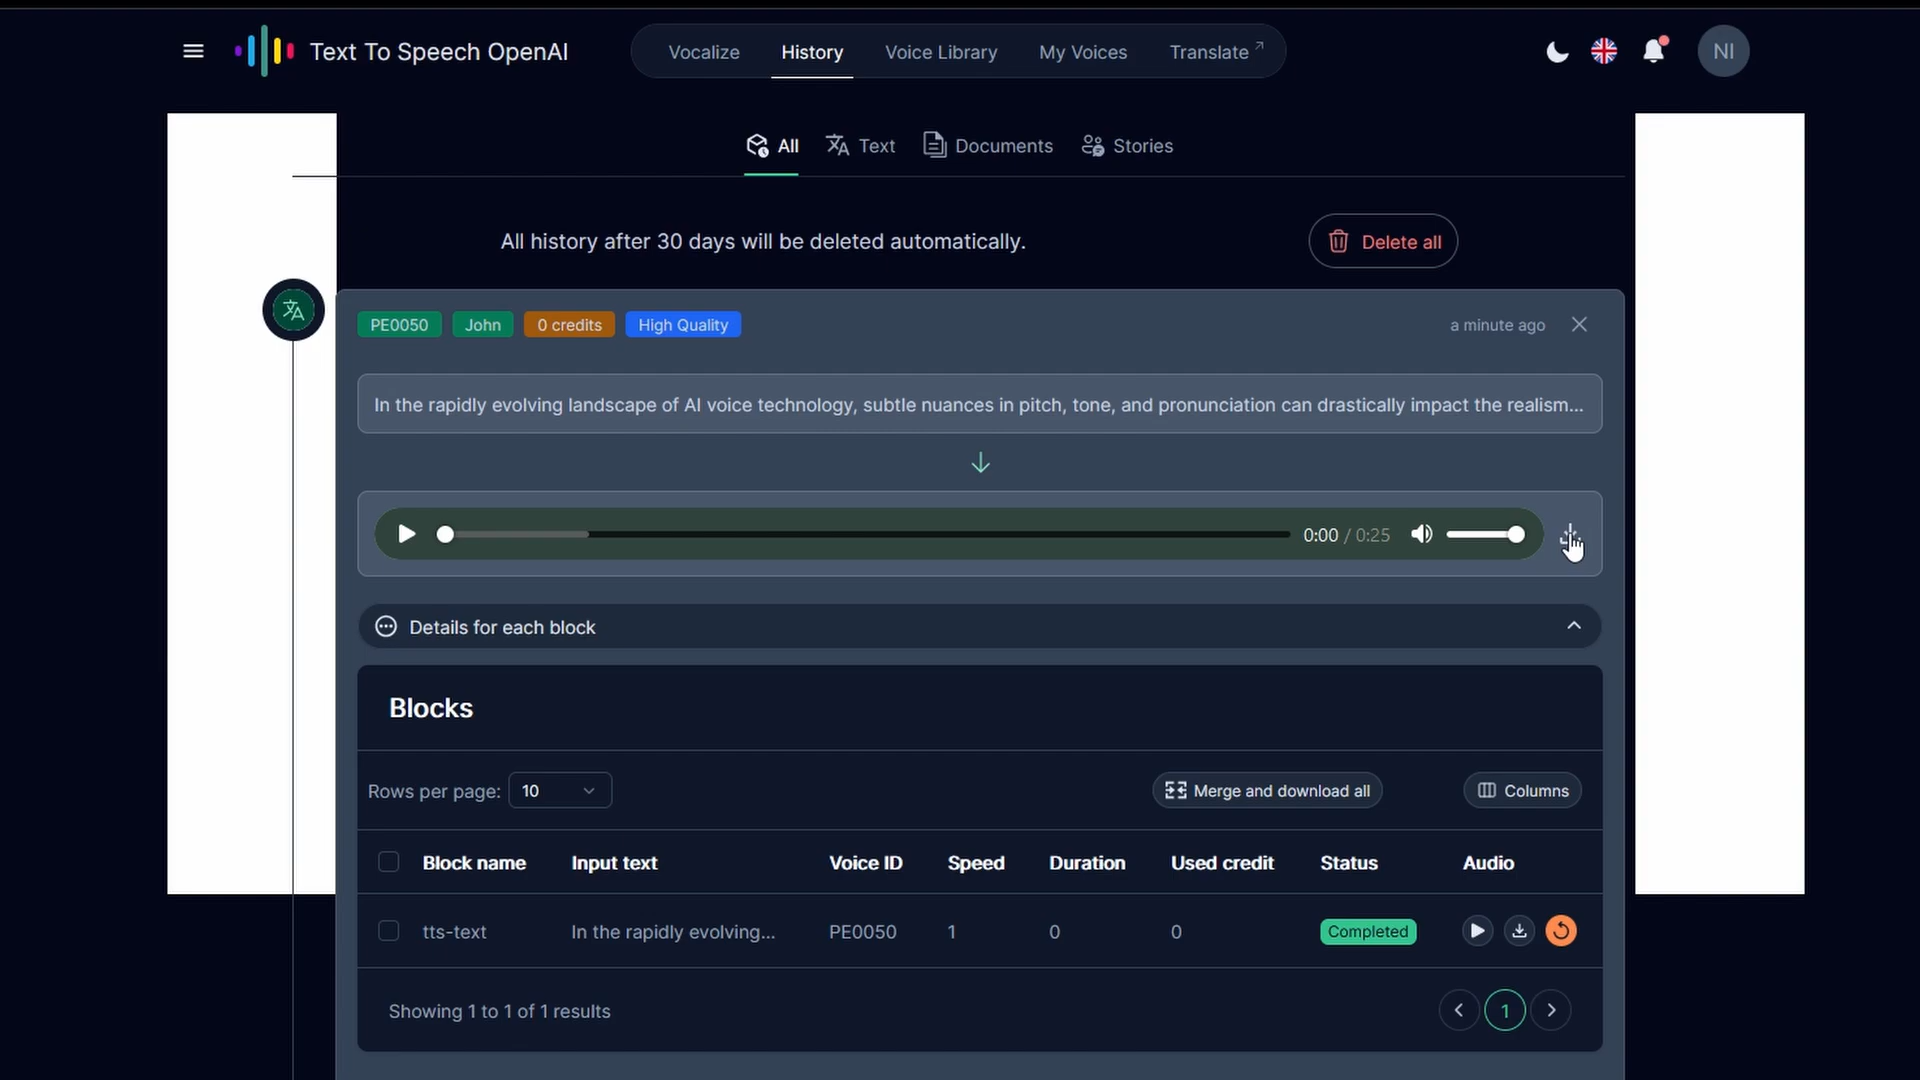 Text To Speech OpenAI
Vocalize
History
Voice Library
My Voices
Translate
NI
All
Text
Documents
Stories
All history after 30 days will be deleted automatically.
Delete all
PE0050
John
0 credits
High Quality
a minute ago
In the rapidly evolving landscape of AI voice technology, subtle nuances in pitch, tone, and pronunciation can drastically impact the realism...
0:00 / 0:25
Details for each block
Blocks
Rows per page: 10
Merge and download all
Columns
Block name Input text Voice ID Speed Duration Used credit Status Audio
tts-text In the rapidly evolving... PE0050 1 0 0 Completed
Showing 1 to 1 of 1 results
1